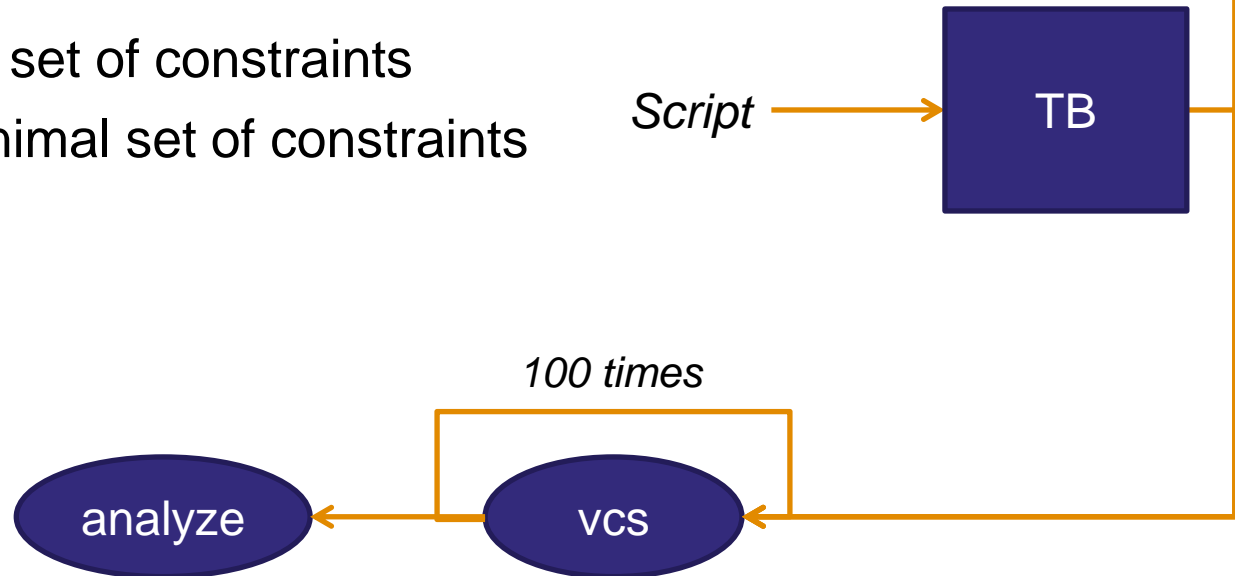 set of constraints
nimal set of constraints
Script
TB
100 times
analyze
vcs